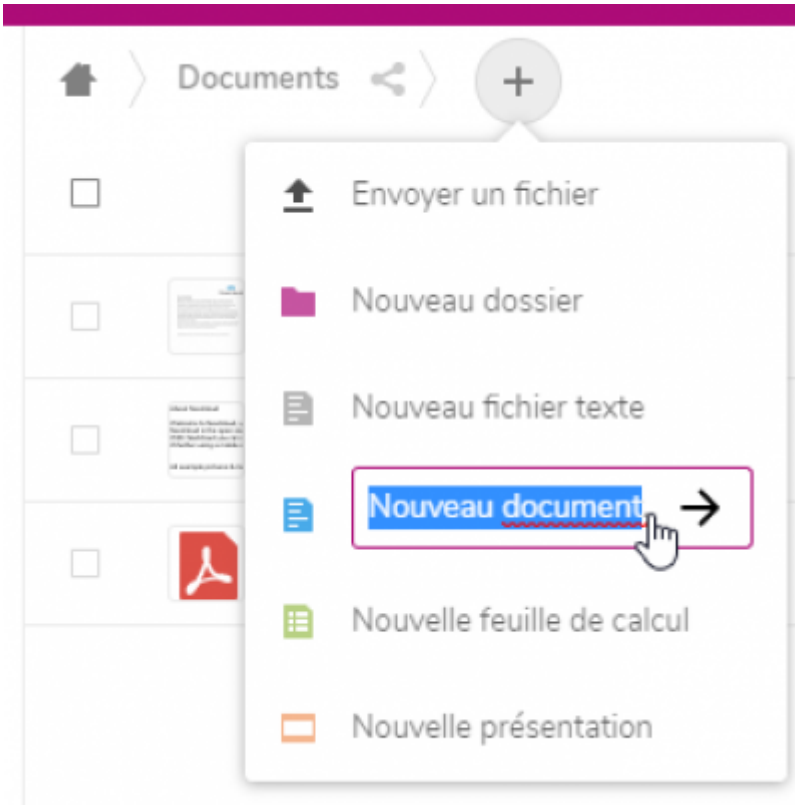 Documents
Envoyer un fichier
Nouveau dossier
Nouveau fichier texte
Nouveau document
Nouvelle feuille de calcul
Nouvelle présentation